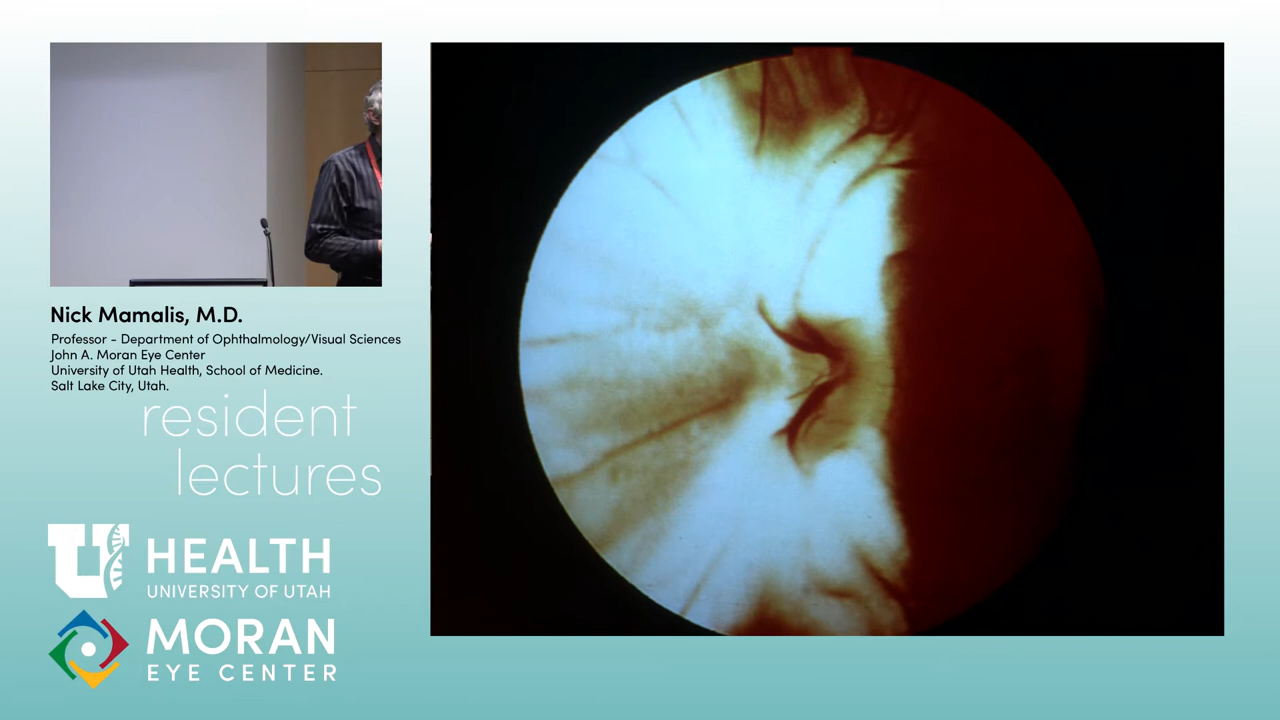 Nick Mamalis, M.D.
Professor - Department of Ophthalmology/Visual Sciences
John A. Moran Eye Center
University of Utah Health, School of Medicine.
Salt Lake City, Utah.
resident
lectures
U HEALTH
UNIVERSITY OF UTAH
MORAN
EYE CENTER